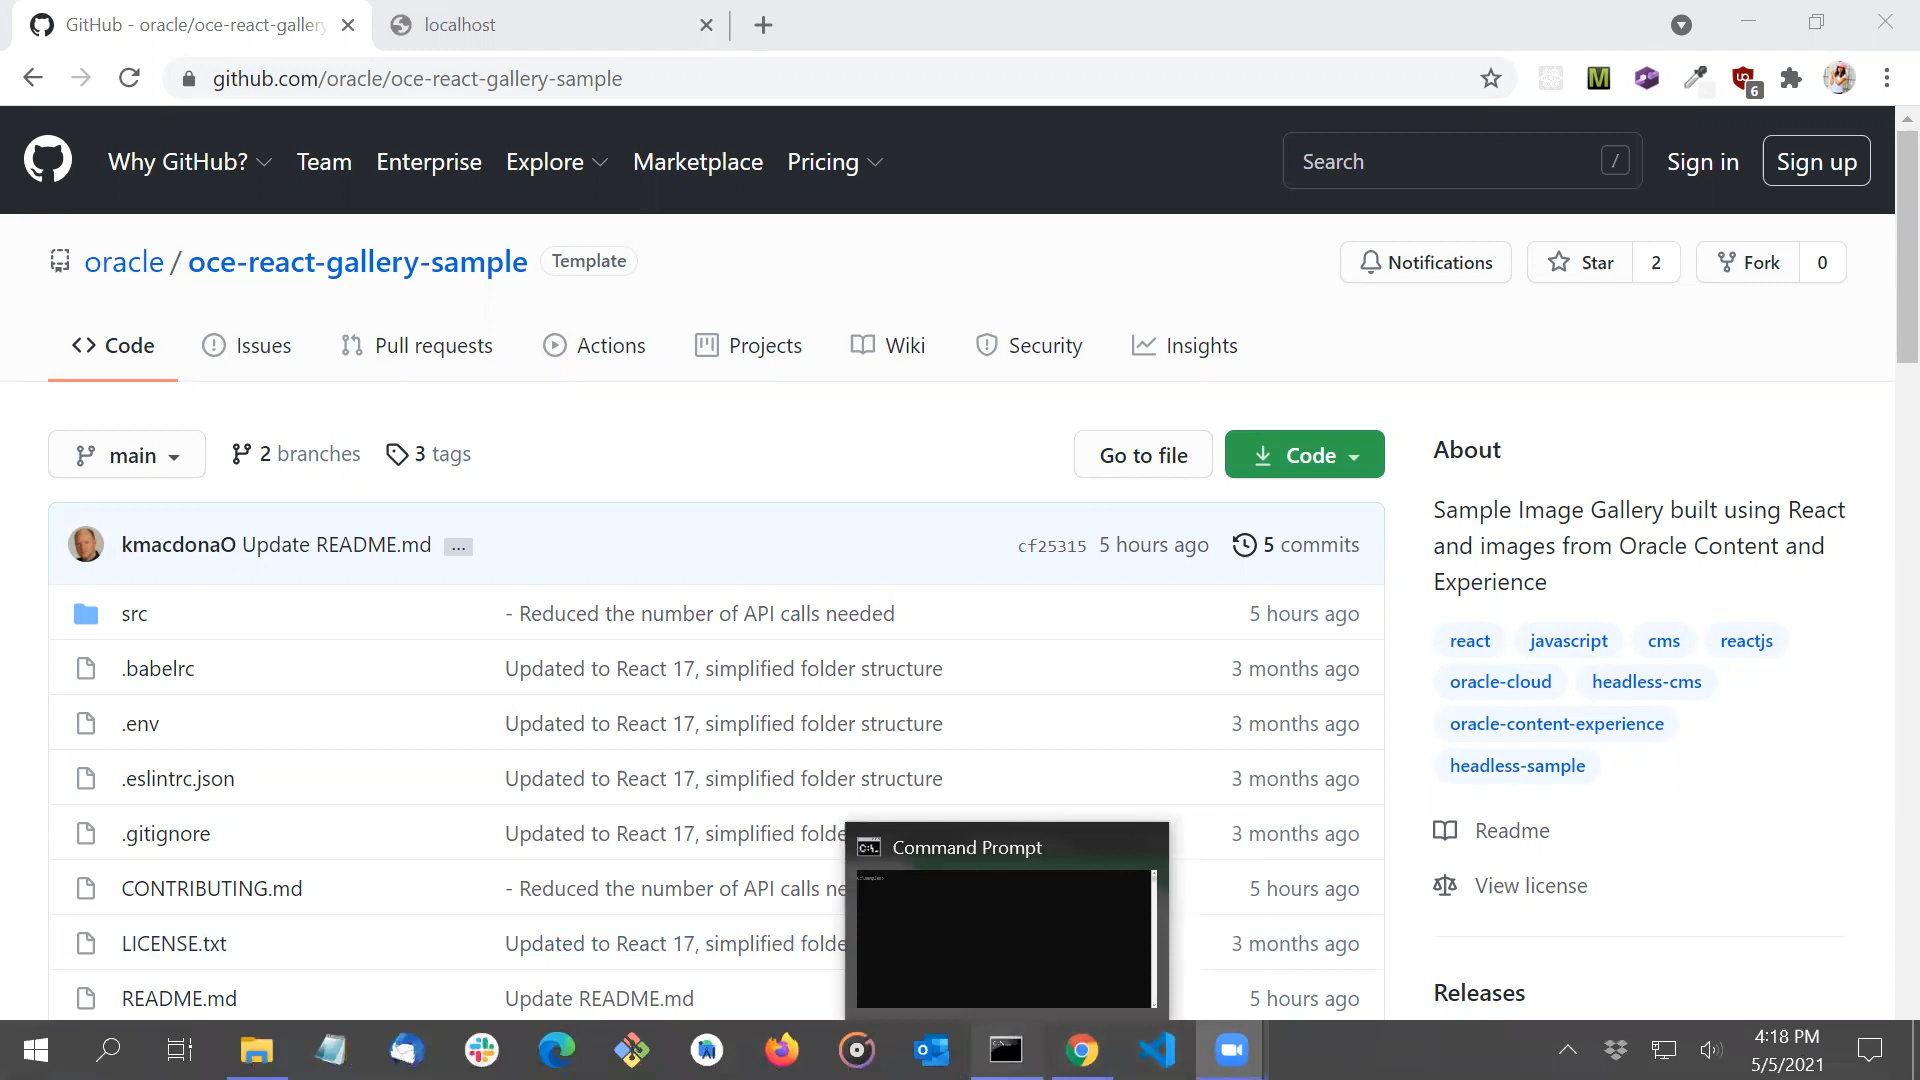 GitHub - oracle/oce-react-gallery
localhost
github.com/oracle/oce-react-gallery-sample
6
Why GitHub? Team Enterprise Explore Marketplace Pricing
Search / Sign in Sign up
oracle / oce-react-gallery-sample Template
Notifications Star 2 Fork 0
Code Issues Pull requests Actions Projects Wiki Security Insights
main 2 branches 3 tags Go to file Code
kmacdonaO Update README.md ... cf25315 5 hours ago 5 commits
src - Reduced the number of API calls needed 5 hours ago
.babelrc Updated to React 17, simplified folder structure 3 months ago
.env Updated to React 17, simplified folder structure 3 months ago
.eslintrc.json Updated to React 17, simplified folder structure 3 months ago
.gitignore Updated to React 17, simplified folde 3 months ago
CONTRIBUTING.md - Reduced the number of API calls ne 5 hours ago
LICENSE.txt Updated to React 17, simplified folde 3 months ago
README.md Update README.md 5 hours ago
About
Sample Image Gallery built using React
and images from Oracle Content and
Experience
react javascript cms reactjs
oracle-cloud headless-cms
oracle-content-experience
headless-sample
Readme
View license
Releases
Command Prompt
4:18 PM
5/5/2021